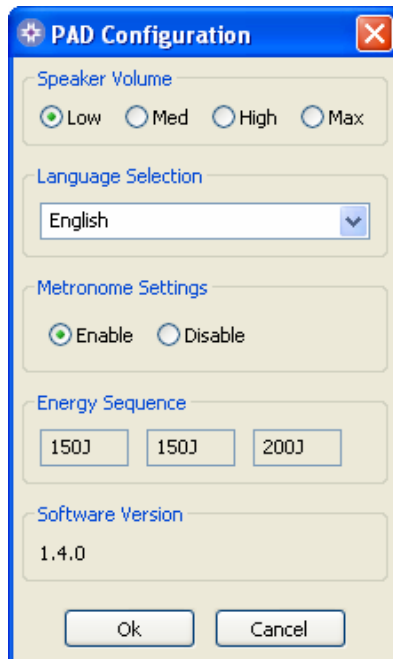 PAD Configuration
Speaker Volume
Low Med High Max
Language Selection
English
Metronome Settings
Enable Disable
Energy Sequence
150J 150J 200J
Software Version
1.4.0
Ok Cancel